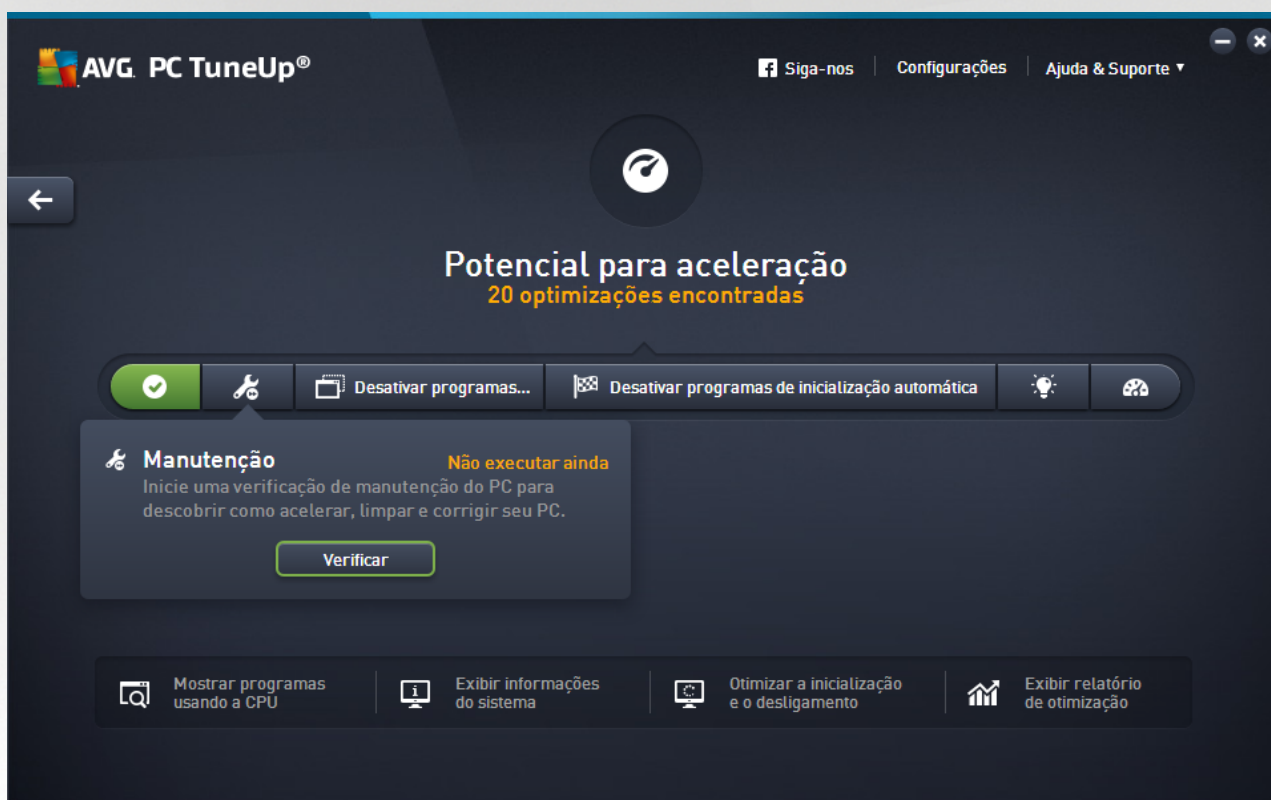 AVG. PC TuneUp®
Siga-nos
Configurações
Ajuda & Suporte
Potencial para aceleração
20 optimizações encontradas
Desativar programas...
Desativar programas de inicialização automática
Manutenção
Não executar ainda
Inicie uma verificação de manutenção do PC para
descobrir como acelerar, limpar e corrigir seu PC.
Verificar
Mostrar programas
usando a CPU
Exibir informações
do sistema
Otimizar a inicialização
e o desligamento
Exibir relatório
de otimização